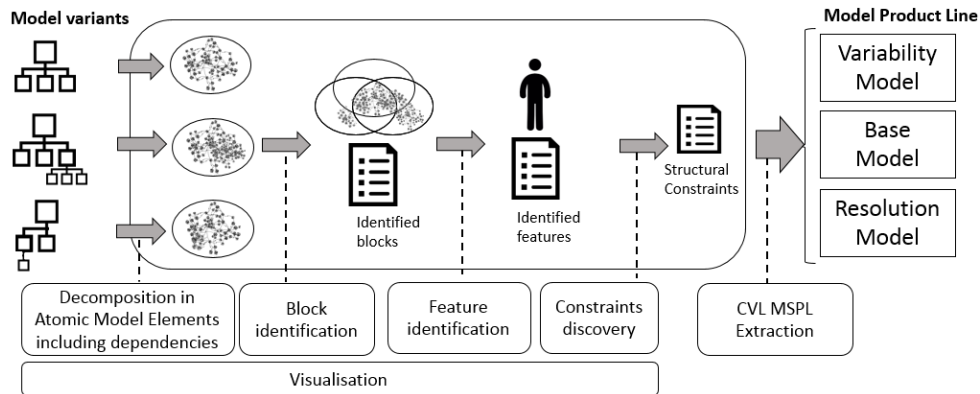 Model variants
Model Product Line
Variability
Model
Base
Model
Resolution
Model
Identified
blocks
Identified
features
Structural
Constraints
Decomposition in
Atomic Model Elements
including dependencies
Block
identification
Feature
identification
Constraints
discovery
CVL MSPL
Extraction
Visualisation